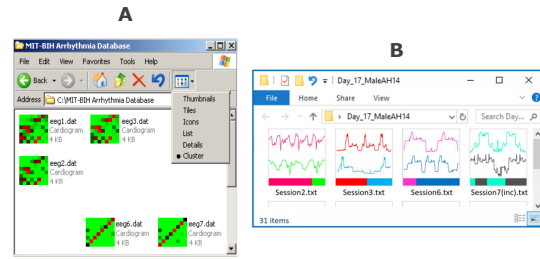 A
MIT-BIH Arrhythmia Database
File Edit View Favorites Tools Help
Back
Address C:\MIT-BIH Arrhythmia Database
Thumbnails
Tiles
Icons
List
Details
Cluster
eeg1.dat
Cardiogram
4 KB
eeg3.dat
Cardiogram
4 KB
eeg2.dat
Cardiogram
4 KB
eeg6.dat
Cardiogram
4 KB
eeg7.dat
Cardiogram
4 KB
B
Day_17_MaleAH14
File Home Share View
Day_17_MaleAH14
Search Day...
Session2.txt Session3.txt Session6.txt Session7(inc).txt
31 items